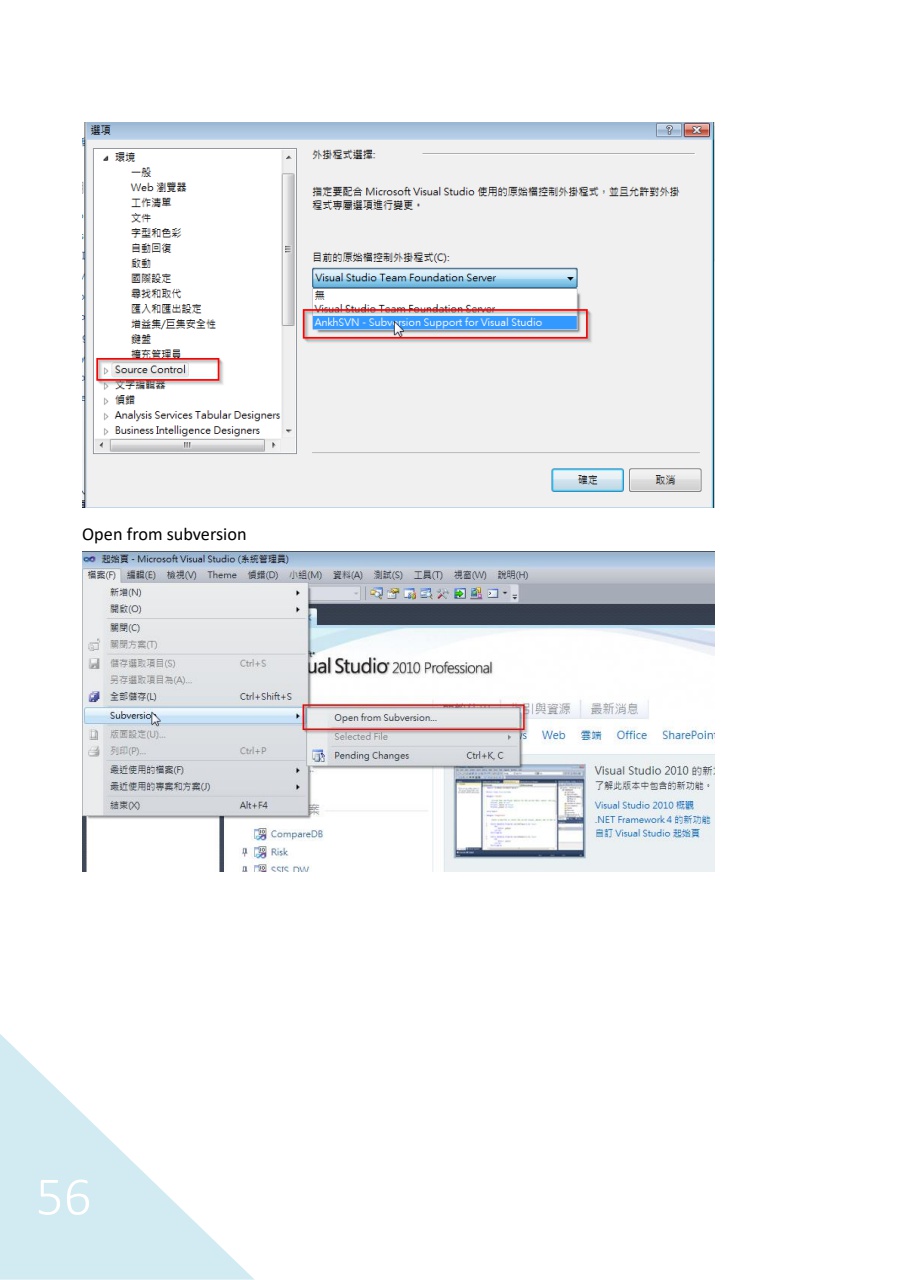 選項
環境
一般
Web 瀏覽器
工作清單
文件
字型和色彩
自動回復
啟動
國際設定
尋找和取代
匯入和匯出設定
增益集/巨集安全性
鍵盤
擴充管理員
Source Control
文字編輯器
偵錯
Analysis Services Tabular Designers
Business Intelligence Designers
外掛程式選擇:
指定要配合 Microsoft Visual Studio 使用的原始檔控制外掛程式，並且允許對外掛
程式專屬選項進行變更。
目前的原始檔控制外掛程式(C):
Visual Studio Team Foundation Server
無
Visual Studio Team Foundation Server
AnkhSVN - Subversion Support for Visual Studio
確定
取消
Open from subversion
起始頁 - Microsoft Visual Studio (系統管理員)
檔案(F) 編輯(E) 檢視(V) Theme 偵錯(D) 小組(M) 資料(A) 測試(S) 工具(T) 視窗(W) 說明(H)
新增(N)
開啟(O)
關閉(C)
關閉方案(T)
儲存選取項目(S) Ctrl+S
另存選取項目為(A)...
全部儲存(L) Ctrl+Shift+S
Subversion
版面設定(U)...
列印(P)... Ctrl+P
最近使用的檔案(F)
最近使用的專案和方案(J)
結束(X) Alt+F4
Open from Subversion...
Selected File
Pending Changes Ctrl+K, C
ual Studio 2010 Professional
引與資源 最新消息
s Web 雲端 Office SharePoint
Visual Studio 2010 的新
了解此版本中包含的新功能。
Visual Studio 2010 概觀
.NET Framework 4 的新功能
自訂 Visual Studio 起始頁
案
CompareDB
Risk
SSIS_DW
56